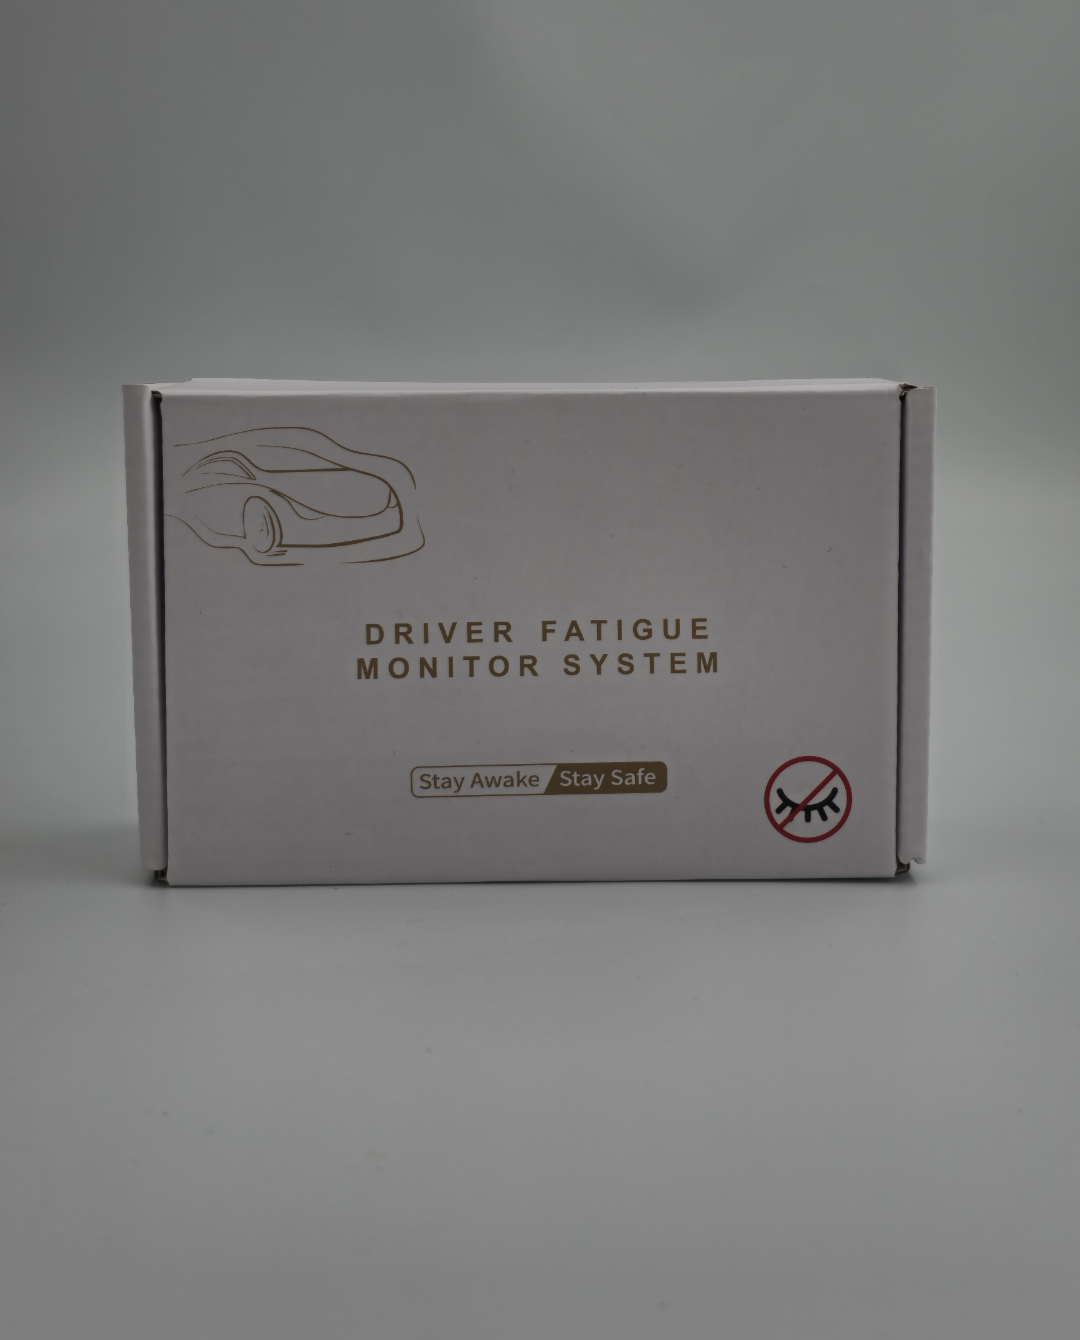 DRIVER FATIGUE
MONITOR SYSTEM
Stay Awake Stay Safe